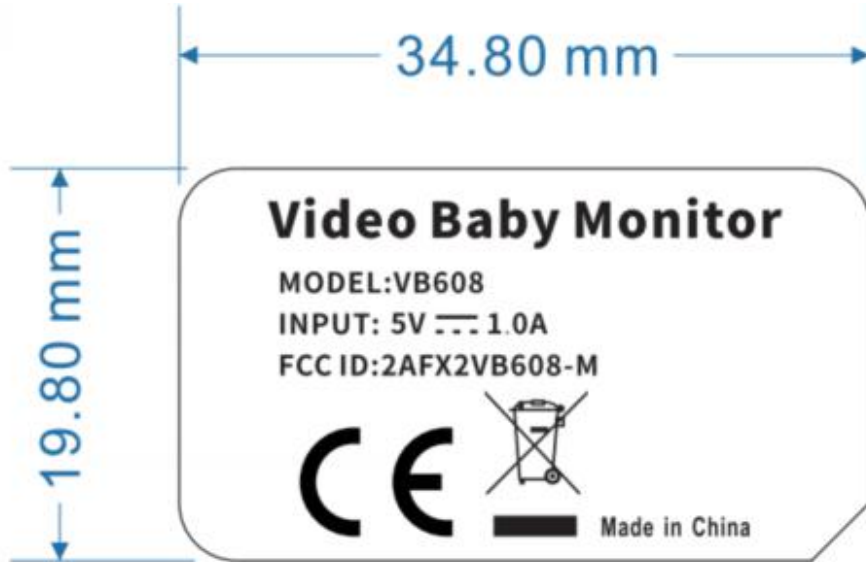 34.80 mm
19.80 mm
Video Baby Monitor
MODEL:VB608
INPUT: 5V ⎓ 1.0A
FCC ID:2AFX2VB608-M
CE
Made in China